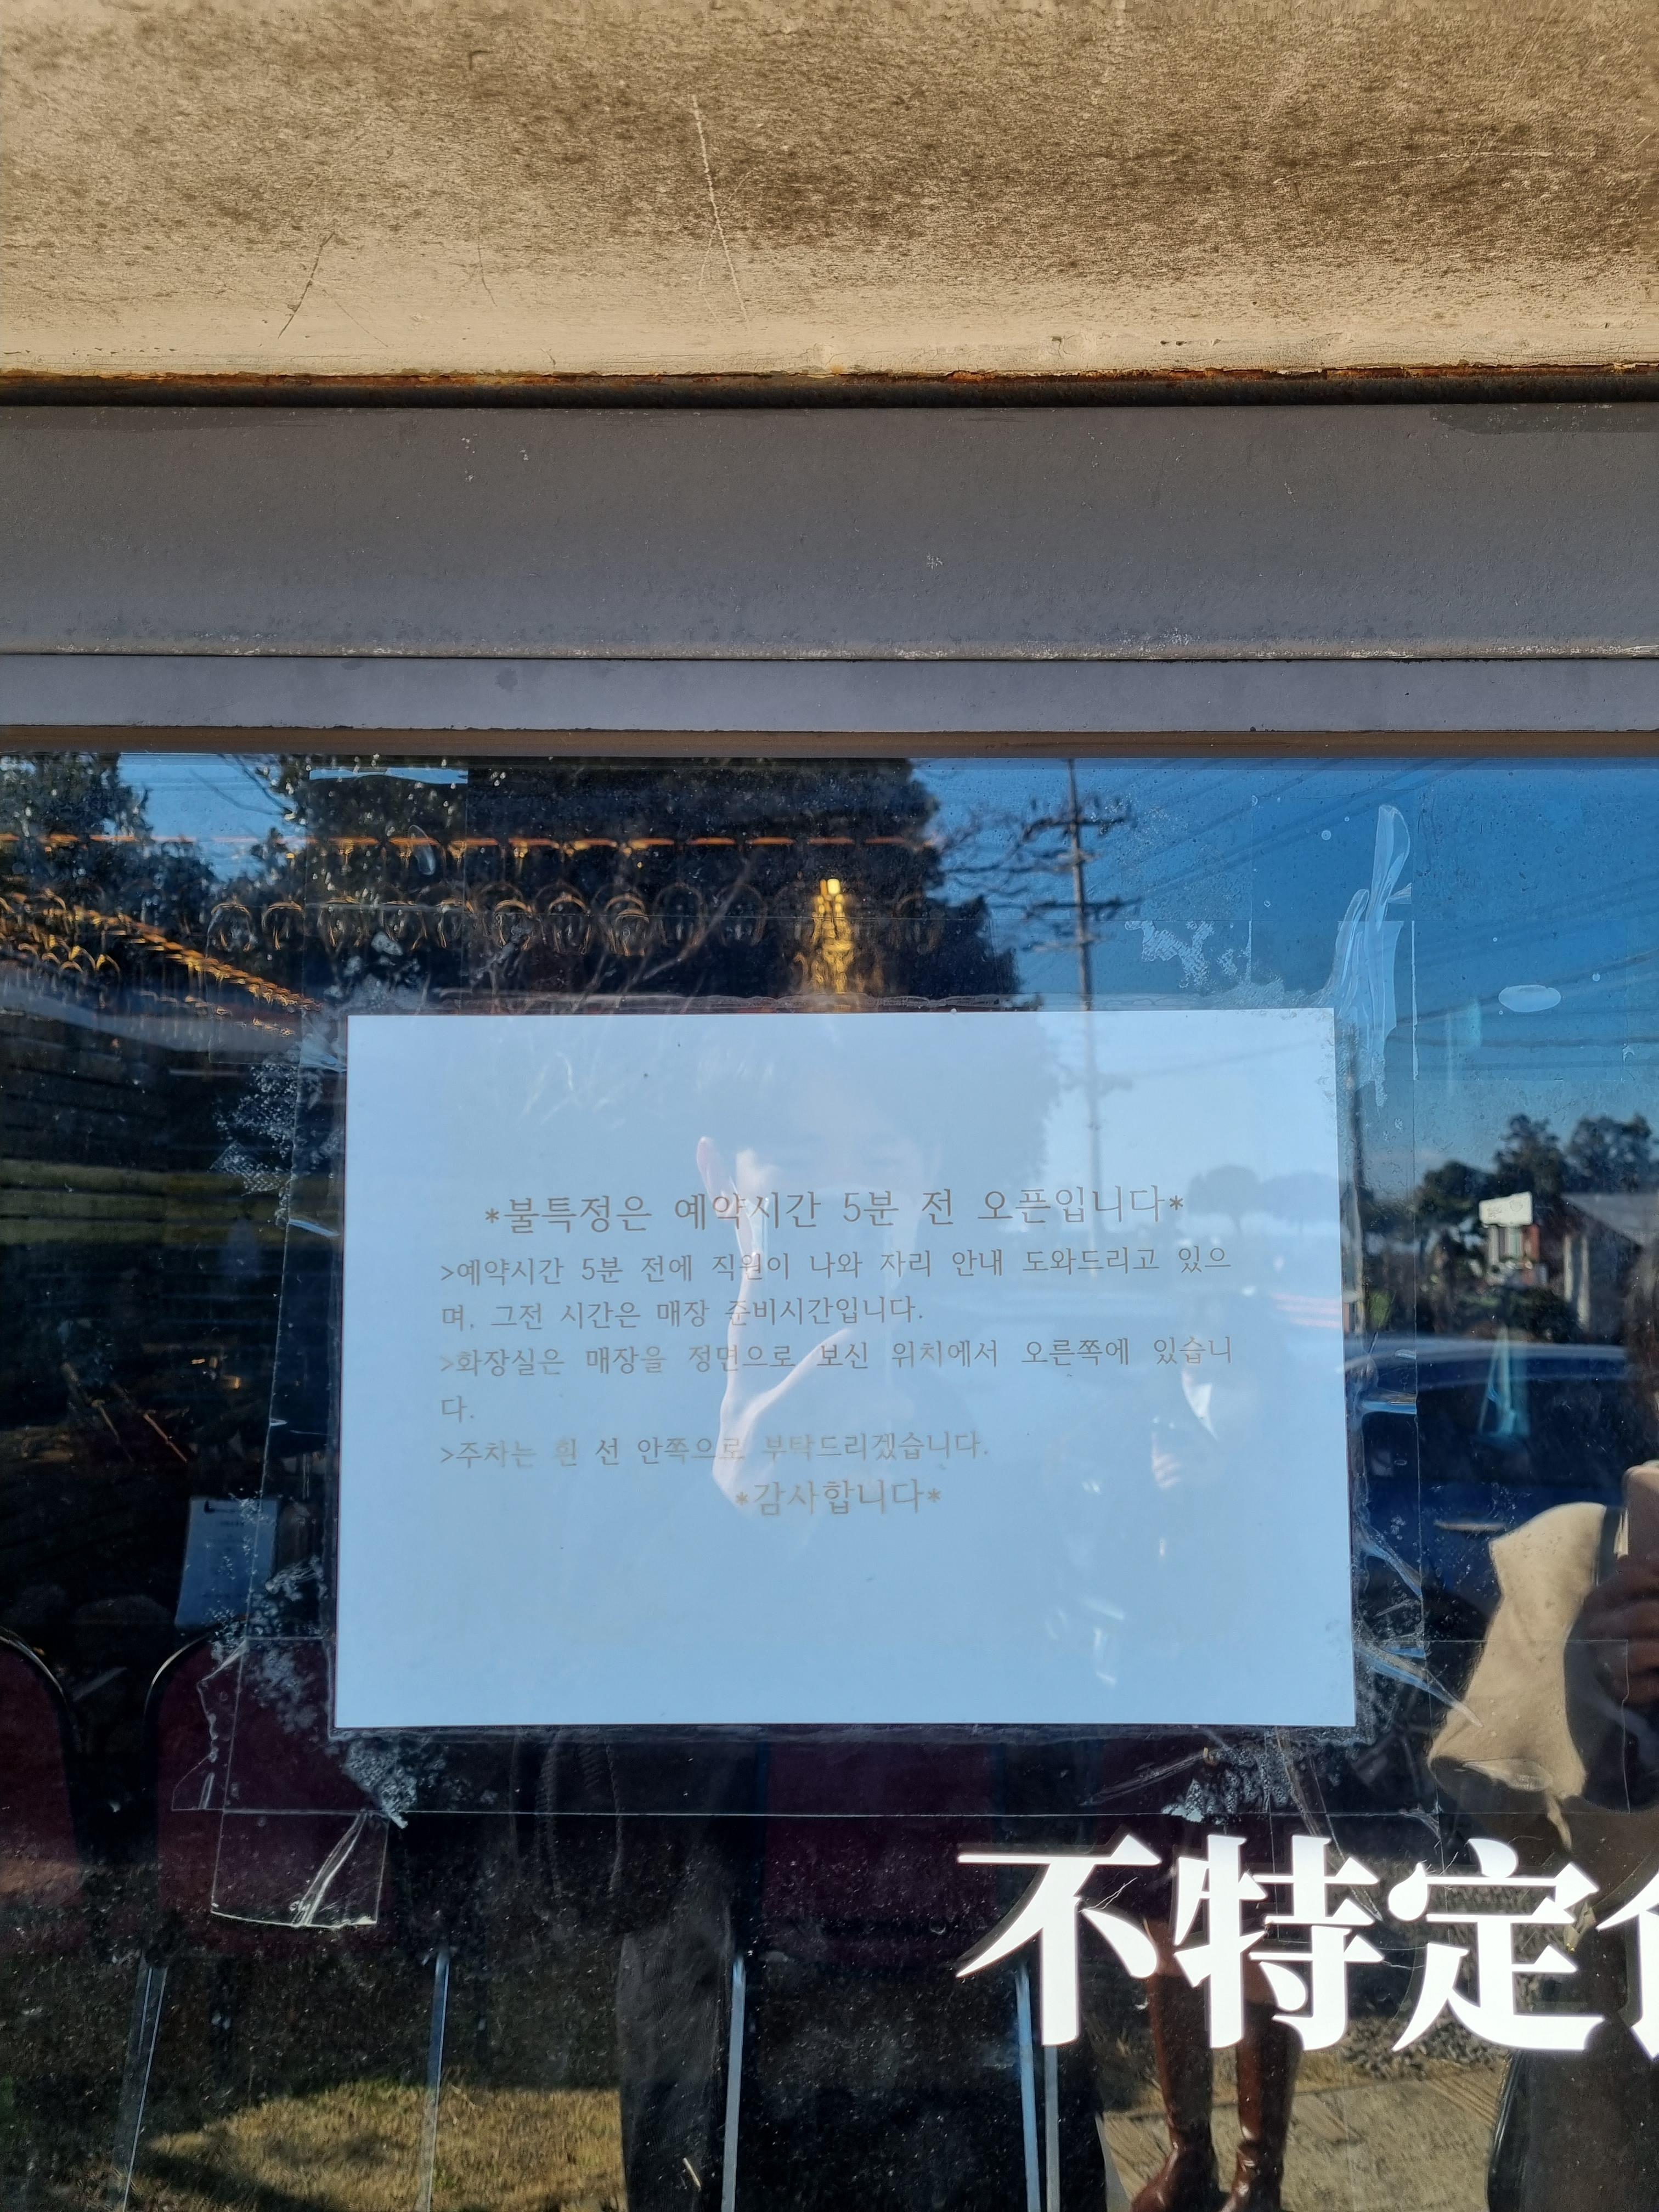 *불특정은 예약시간 5분 전 오픈입니다*
>예약시간 5분 전에 직원이 나와 자리 안내 도와드리고 있으
며, 그전 시간은 매장 준비시간입니다.
>화장실은 매장을 정면으로 보신 위치에서 오른쪽에 있습니
다.
>주차는 흰 선 안쪽으로 부탁드리겠습니다.
*감사합니다*
不特定